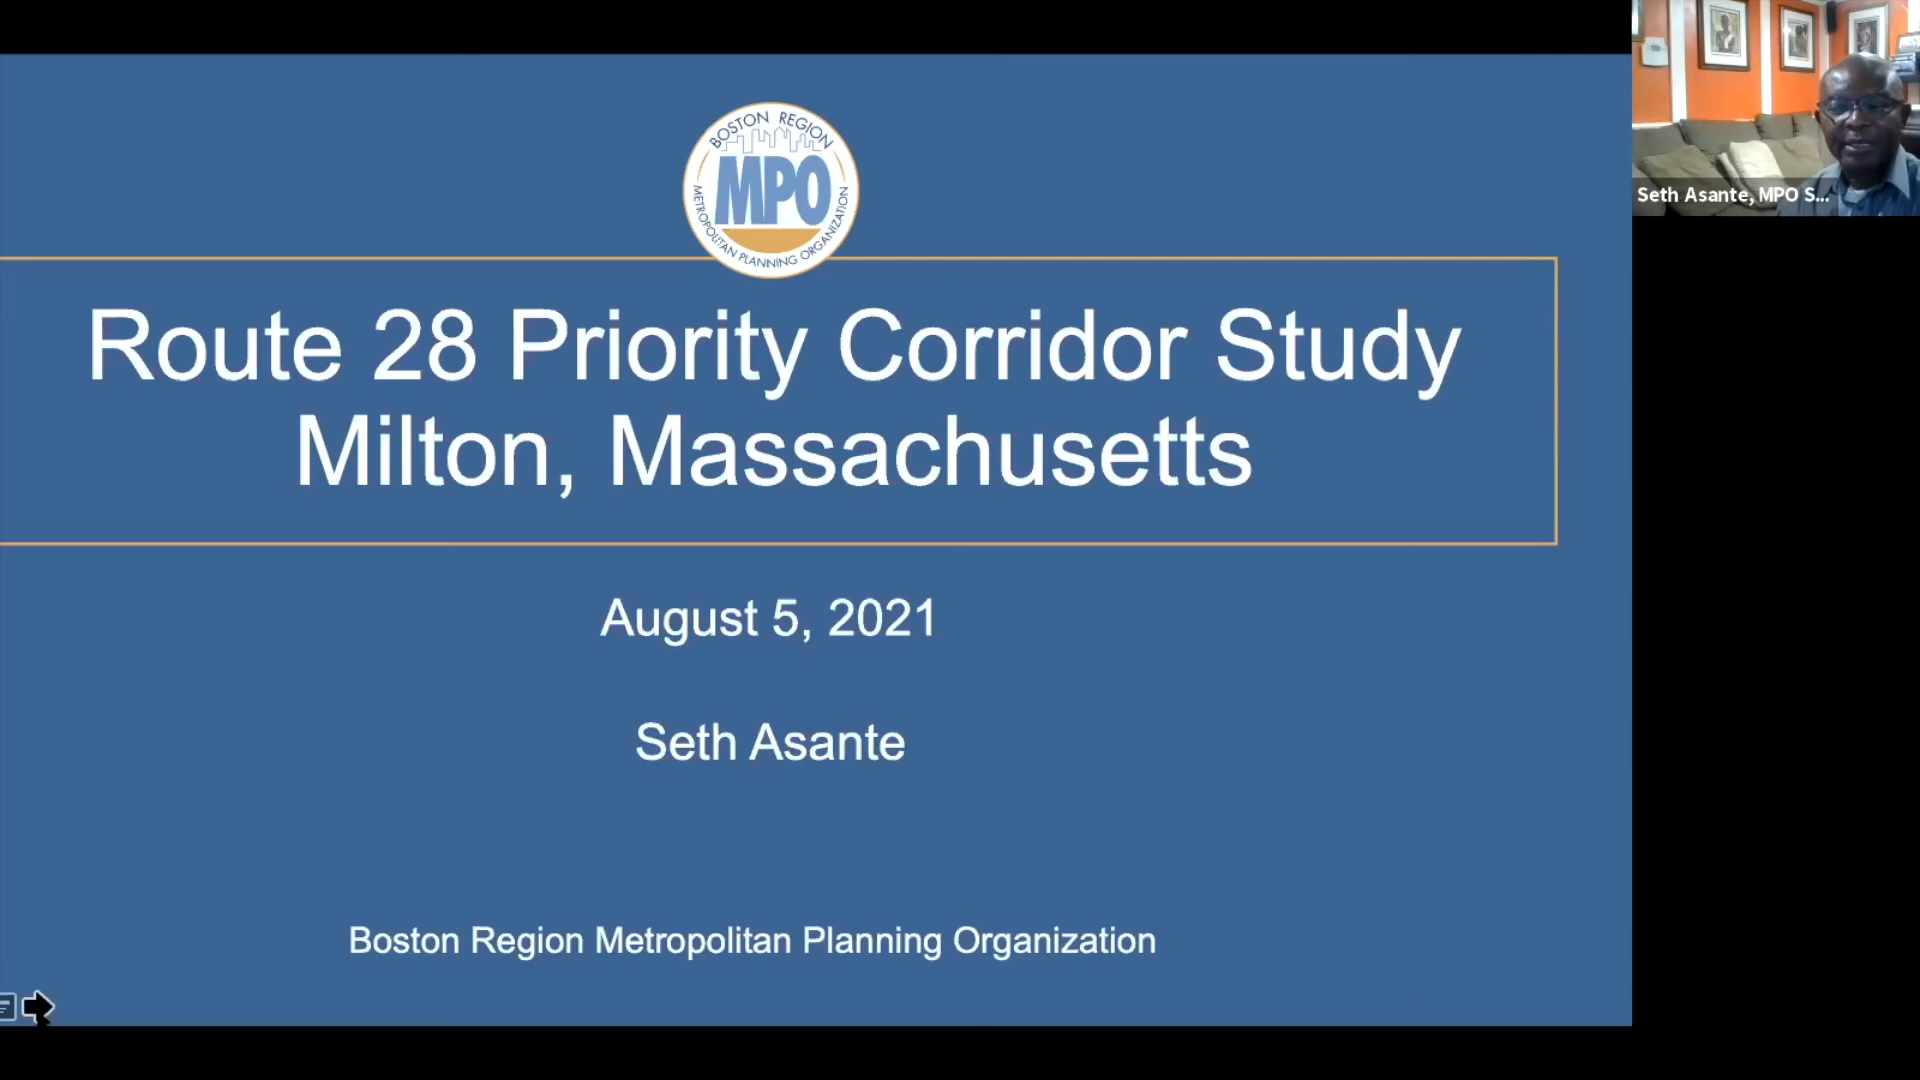 BOSTON REGION
MPO
METROPOLITAN PLANNING ORGANIZATION
Route 28 Priority Corridor Study
Milton, Massachusetts
August 5, 2021
Seth Asante
Boston Region Metropolitan Planning Organization
Seth Asante, MPO S...